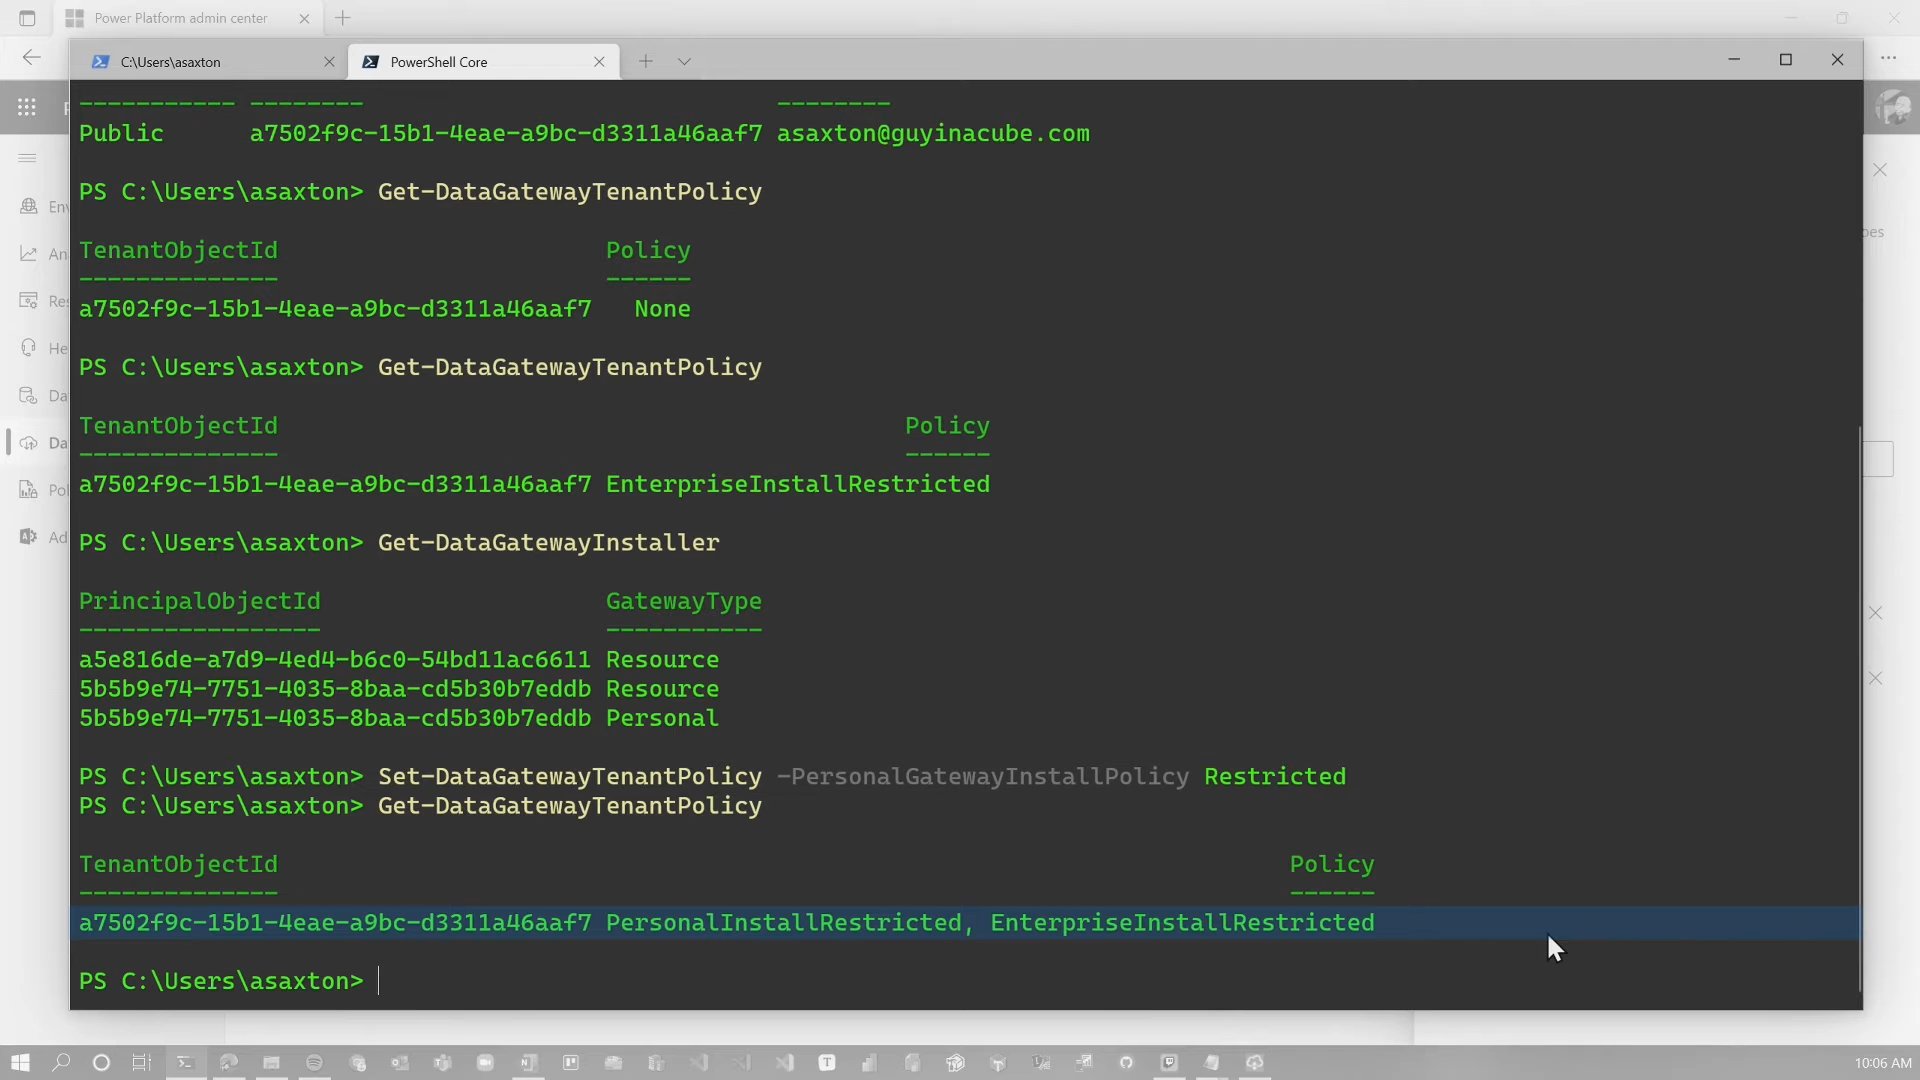 Power Platform admin center
C:\Users\asaxton
PowerShell Core
----------- -------- --------
Public a7502f9c-15b1-4eae-a9bc-d3311a46aaf7 asaxton@guyinacube.com
PS C:\Users\asaxton> Get-DataGatewayTenantPolicy
TenantObjectId Policy
-------------- ------
a7502f9c-15b1-4eae-a9bc-d3311a46aaf7 None
PS C:\Users\asaxton> Get-DataGatewayTenantPolicy
TenantObjectId Policy
-------------- ------
a7502f9c-15b1-4eae-a9bc-d3311a46aaf7 EnterpriseInstallRestricted
PS C:\Users\asaxton> Get-DataGatewayInstaller
PrincipalObjectId GatewayType
----------------- -----------
a5e816de-a7d9-4ed4-b6c0-54bd11ac6611 Resource
5b5b9e74-7751-4035-8baa-cd5b30b7eddb Resource
5b5b9e74-7751-4035-8baa-cd5b30b7eddb Personal
PS C:\Users\asaxton> Set-DataGatewayTenantPolicy -PersonalGatewayInstallPolicy Restricted
PS C:\Users\asaxton> Get-DataGatewayTenantPolicy
TenantObjectId Policy
-------------- ------
a7502f9c-15b1-4eae-a9bc-d3311a46aaf7 PersonalInstallRestricted, EnterpriseInstallRestricted
PS C:\Users\asaxton>
10:06 AM